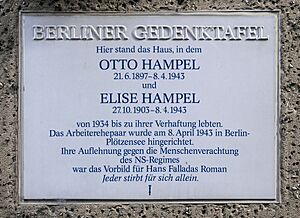 BERLINER GEDENKTAFEL
Hier stand das Haus, in dem
OTTO HAMPEL
21.6.1897–8.4.1943
und
ELISE HAMPEL
27.10.1903–8.4.1943
von 1934 bis zu ihrer Verhaftung lebten.
Das Arbeiterehepaar wurde am 8. April 1943 in Berlin-
Plötzensee hingerichtet.
Ihre Auflehnung gegen die Menschenverachtung
des NS-Regimes
war das Vorbild für Hans Falladas Roman
Jeder stirbt für sich allein.